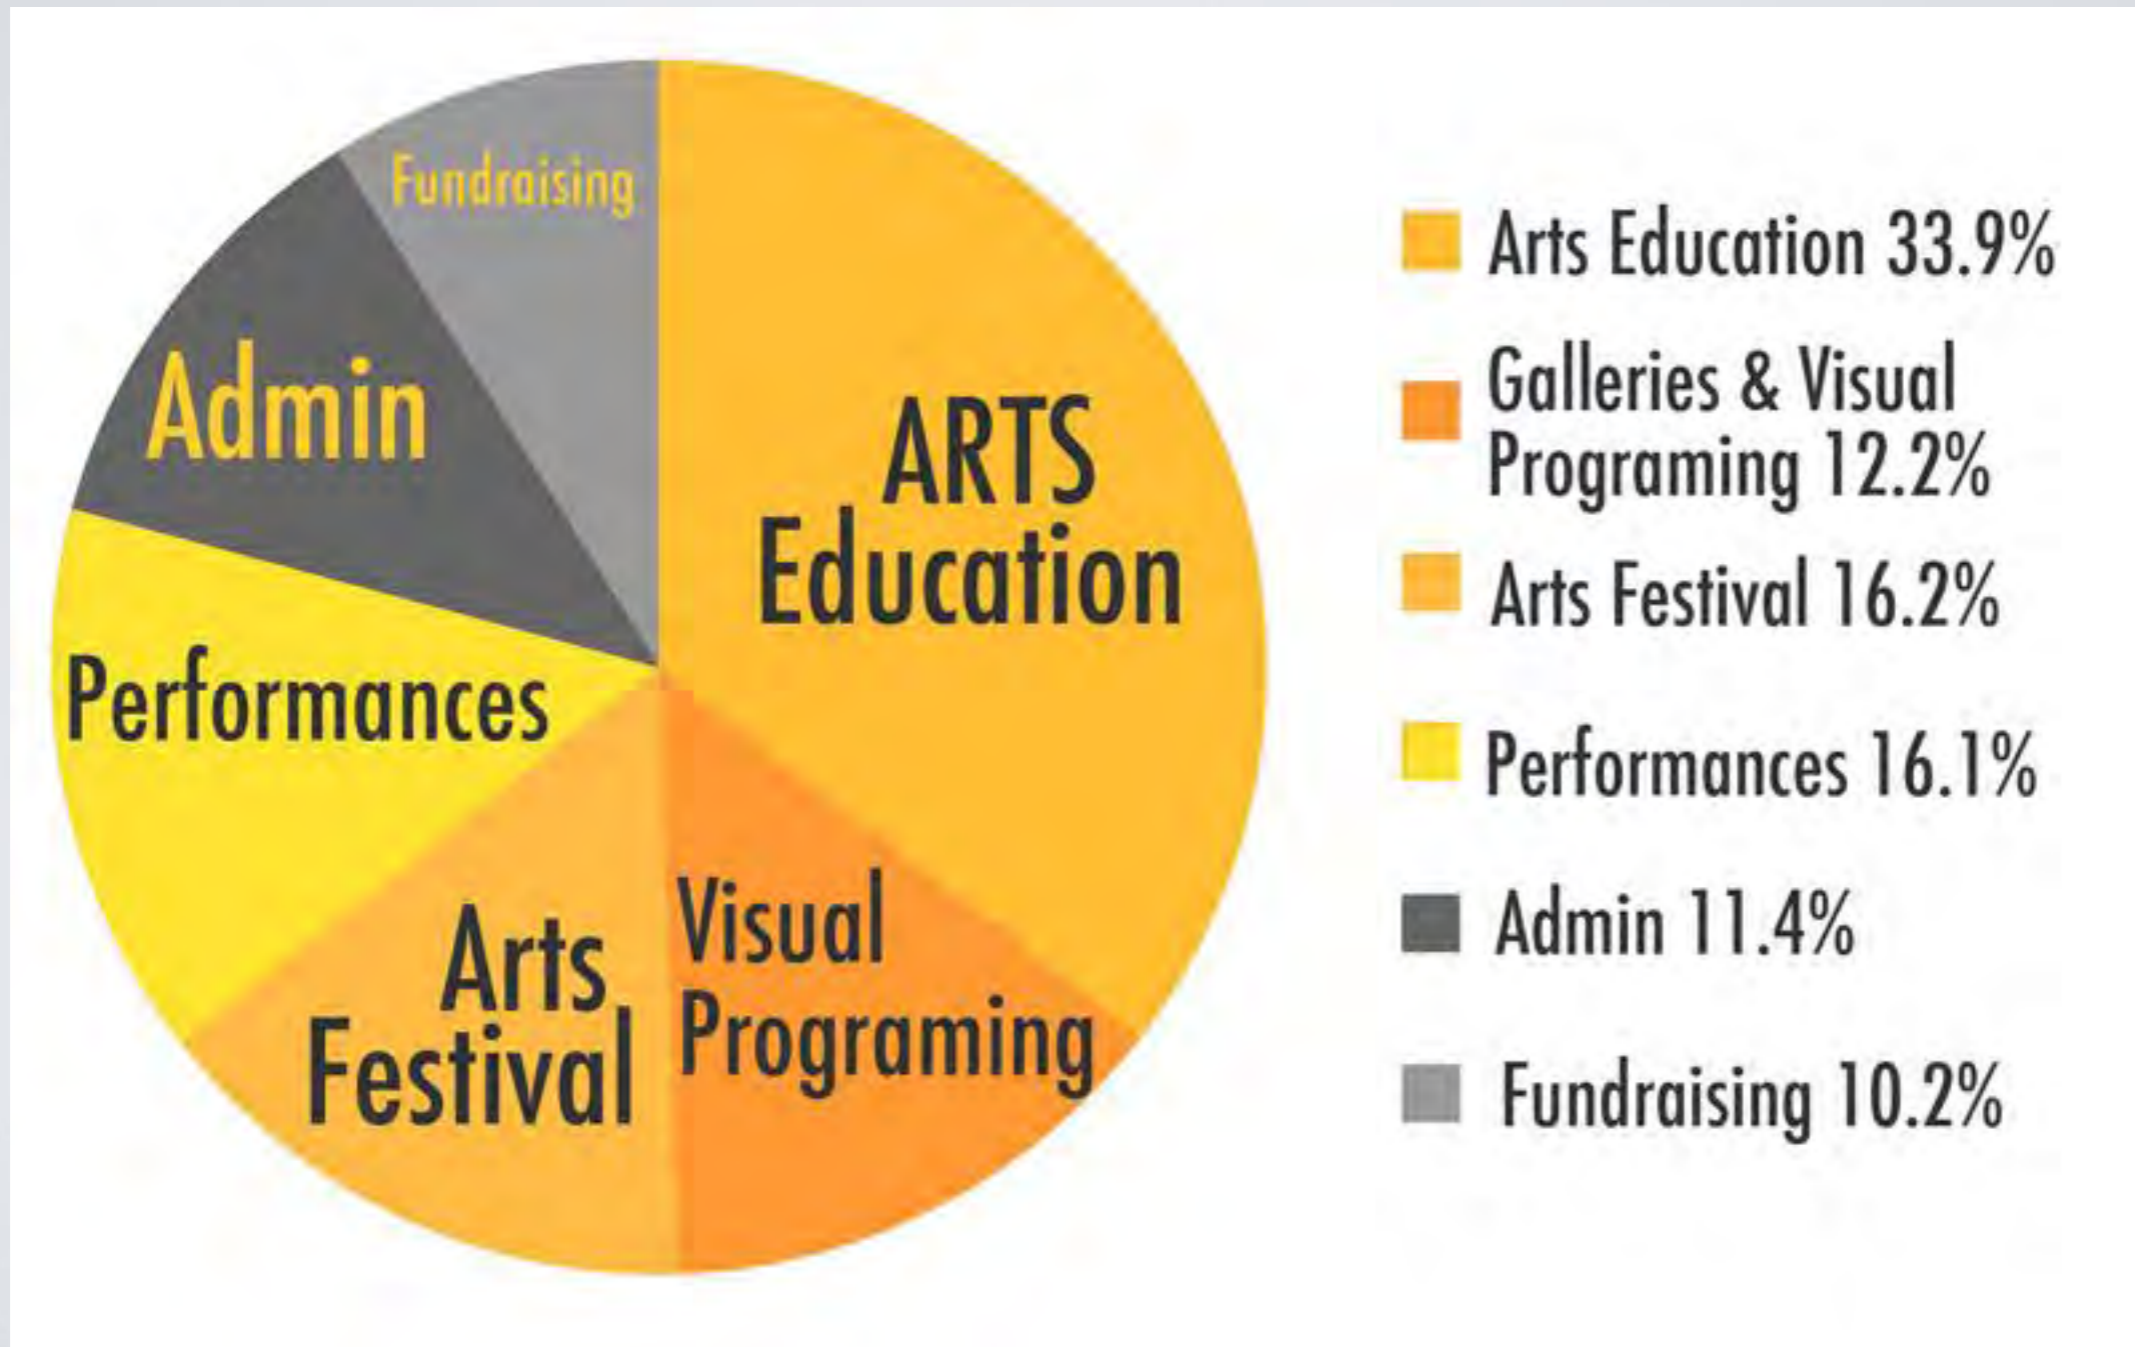 Fundraising
Admin
ARTS
Education
Performances
Visual
Programing
Arts
Festival
Arts Education 33.9%
Galleries & Visual
Programing 12.2%
Arts Festival 16.2%
Performances 16.1%
Admin 11.4%
Fundraising 10.2%